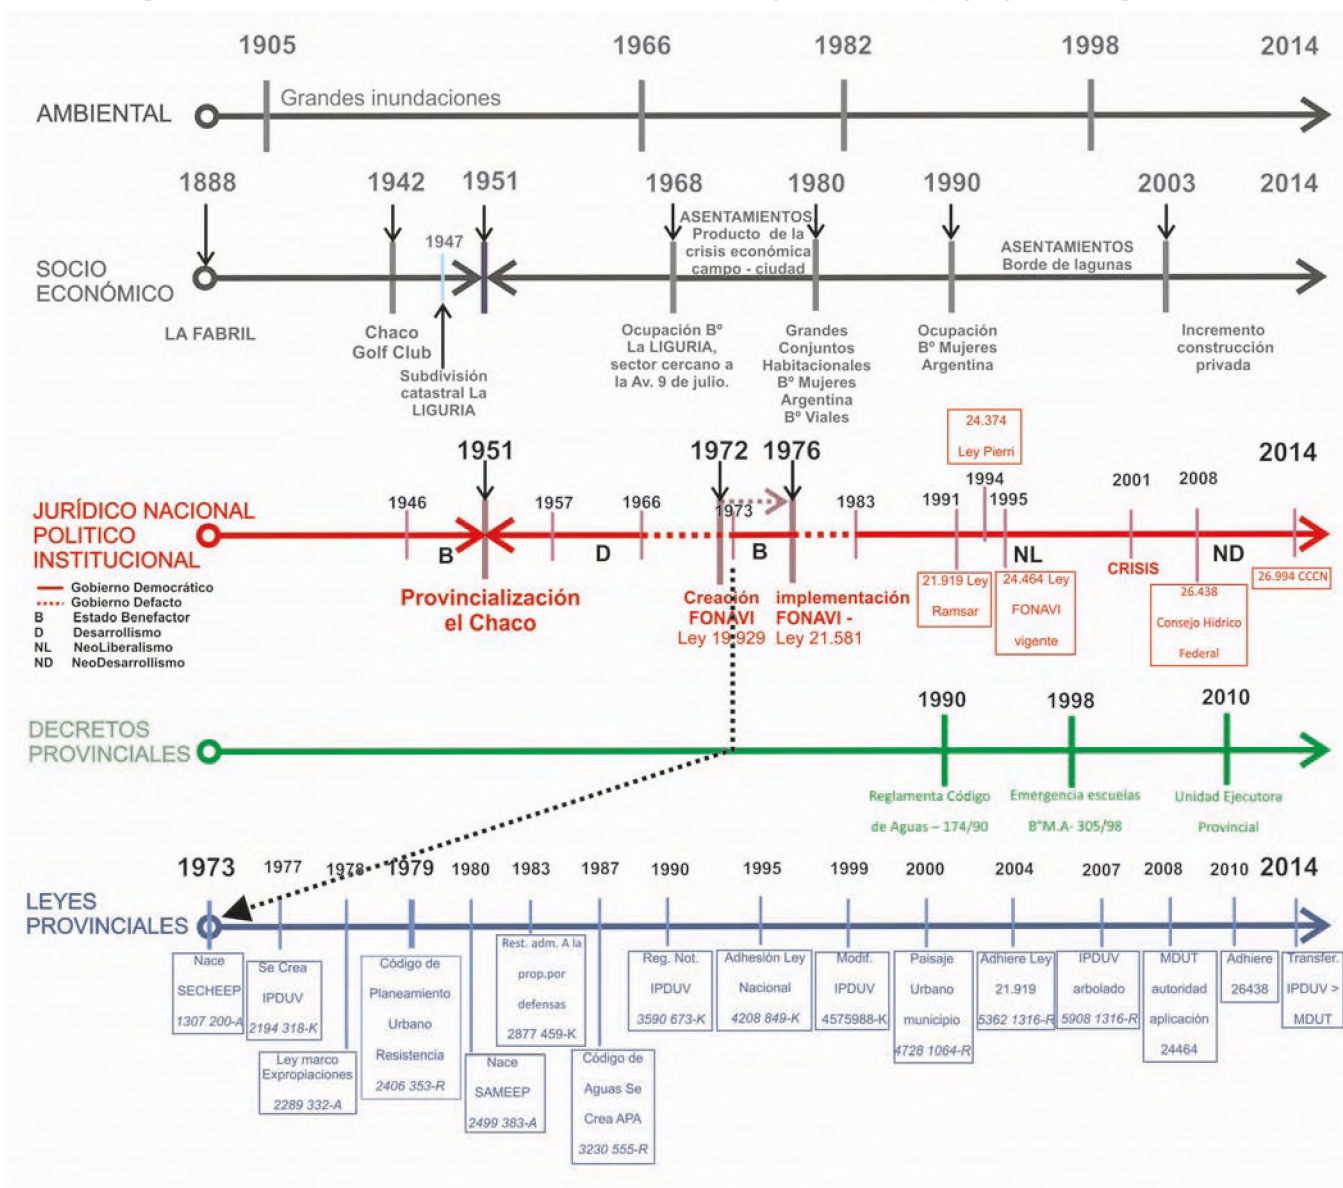 1905 1966 1982 1998 2014
Grandes inundaciones
AMBIENTAL
1888 1942 1951 1968 1980 1990 2003 2014
1947
ASENTAMIENTOS
Producto de la
crisis económica
campo - ciudad
ASENTAMIENTOS
Borde de lagunas
SOCIO
ECONÓMICO
LA FABRIL
Chaco
Golf Club
Subdivisión
catastral La
LIGURIA
Ocupación Bº
La LIGURIA,
sector cercano a
la Av. 9 de julio.
Grandes
Conjuntos
Habitacionales
Bº Mujeres
Argentina
Bº Viales
Ocupación
Bº Mujeres
Argentina
Incremento
construcción
privada
24.374
Ley Pierri
1951 1972 1976 2014
1946 1957 1966 1973 1983 1991 1994 1995 2001 2008
JURÍDICO NACIONAL
POLITICO
INSTITUCIONAL
B D B NL ND
Gobierno Democrático
Gobierno Defacto
B Estado Benefactor
D Desarrollismo
NL NeoLiberalismo
ND NeoDesarrollismo
Provincialización
el Chaco
Creación
FONAVI
Ley 19.929
implementación
FONAVI -
Ley 21.581
21.919 Ley
Ramsar
24.464 Ley
FONAVI
vigente
CRISIS
26.438
Consejo Hidrico
Federal
26.994 CCCN
1990 1998 2010
DECRETOS
PROVINCIALES
Reglamenta Código
de Aguas – 174/90
Emergencia escuelas
B°M.A- 305/98
Unidad Ejecutora
Provincial
1973 1977 1978 1979 1980 1983 1987 1990 1995 1999 2000 2004 2007 2008 2010 2014
LEYES
PROVINCIALES
Nace
SECHEEP
1307 200-A
Se Crea
IPDUV
2194 318-K
Ley marco
Expropiaciones
2289 332-A
Código de
Planeamiento
Urbano
Resistencia
2406 353-R
Nace
SAMEEP
2499 383-A
Rest. adm. A la
prop.por
defensas
2877 459-K
Código de
Aguas Se
Crea APA
3230 555-R
Reg. Not.
IPDUV
3590 673-K
Adhesión Ley
Nacional
4208 849-K
Modif.
IPDUV
4575988-K
Paisaje
Urbano
municipio
4728 1064-R
Adhiere Ley
21.919
5362 1316-R
IPDUV
arbolado
5908 1316-R
MDUT
autoridad
aplicación
24464
Adhiere
26438
Transfer.
IPDUV >
MDUT